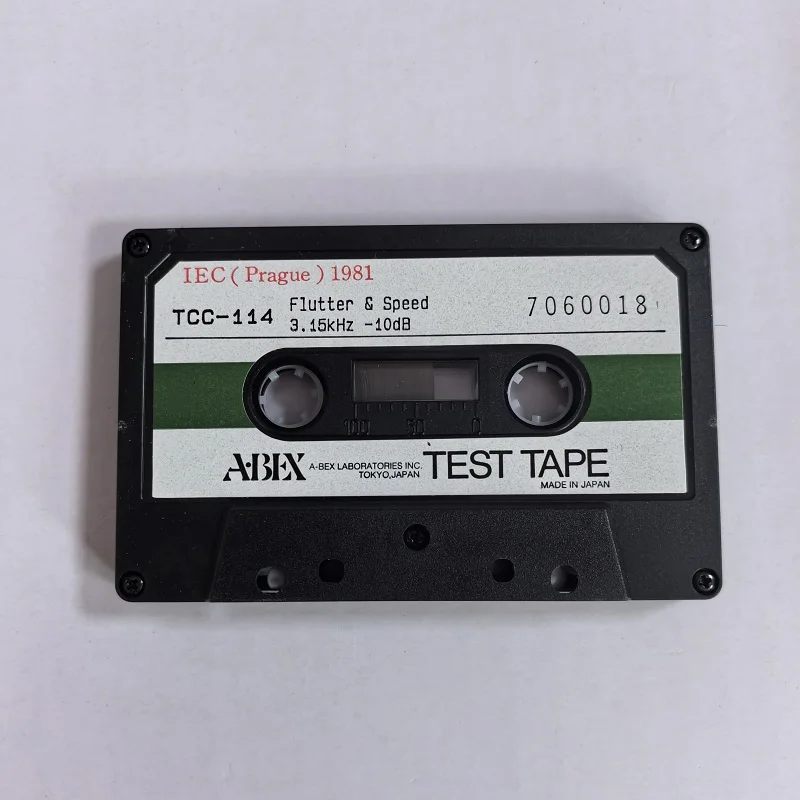 IEC ( Prague ) 1981
TCC-114 Flutter & Speed 7060018
3.15kHz -10dB
100 50 0
A·BEX A-BEX LABORATORIES INC. TEST TAPE
TOKYO,JAPAN
MADE IN JAPAN